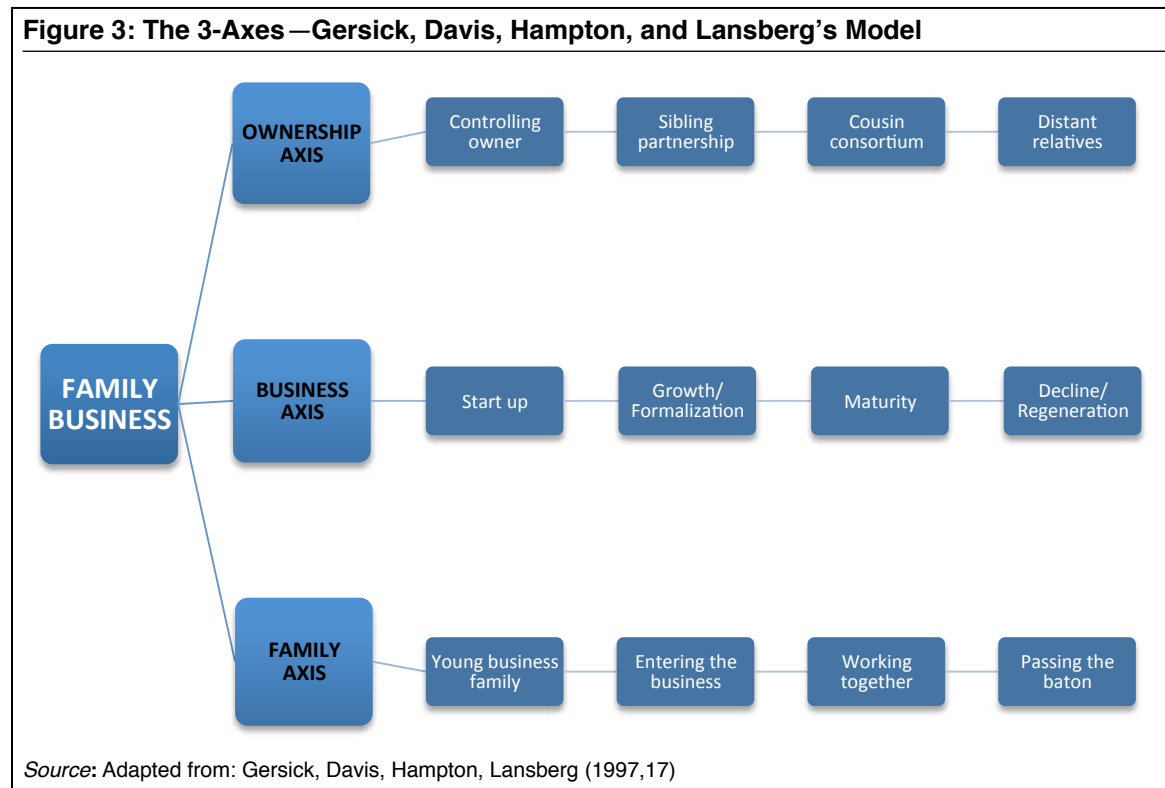 Figure 3: The 3-Axes—Gersick, Davis, Hampton, and Lansberg's Model
OWNERSHIP
AXIS
Controlling
owner
Sibling
partnership
Cousin
consortium
Distant
relatives
FAMILY
BUSINESS
BUSINESS
AXIS
Start up
Growth/
Formalization
Maturity
Decline/
Regeneration
FAMILY
AXIS
Young business
family
Entering the
business
Working
together
Passing the
baton
Source: Adapted from: Gersick, Davis, Hampton, Lansberg (1997,17)